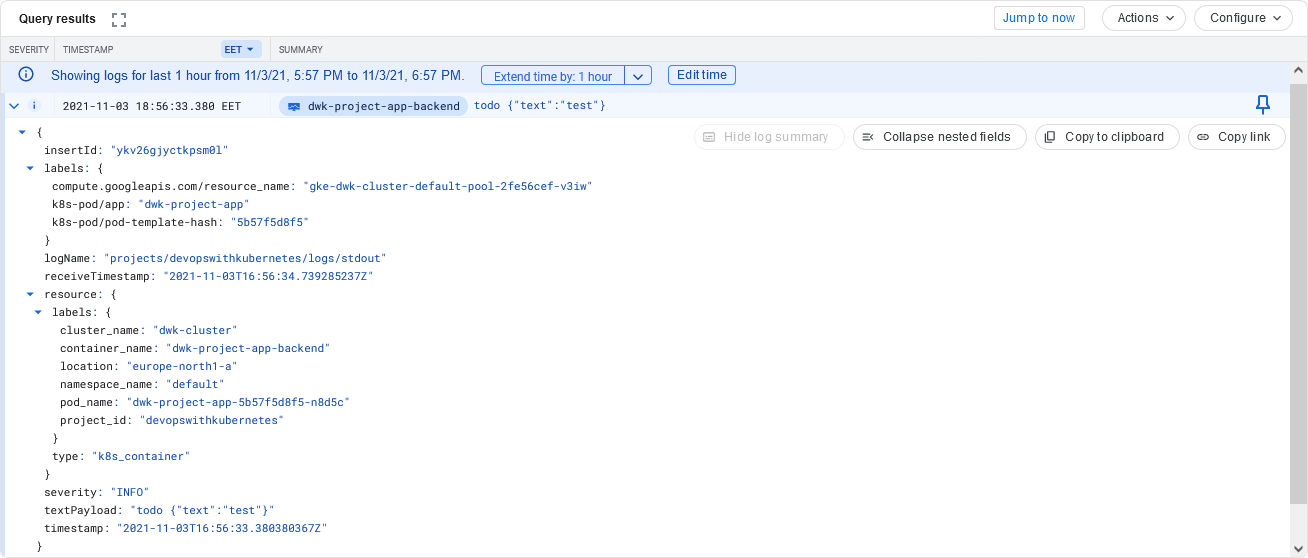 Query results
Jump to now Actions Configure
SEVERITY TIMESTAMP EET SUMMARY
Showing logs for last 1 hour from 11/3/21, 5:57 PM to 11/3/21, 6:57 PM. Extend time by: 1 hour Edit time
2021-11-03 18:56:33.380 EET dwk-project-app-backend todo {"text":"test"}
Hide log summary Collapse nested fields Copy to clipboard Copy link
{
insertId: "ykv26gjyctkpsm0l"
labels: {
compute.googleapis.com/resource_name: "gke-dwk-cluster-default-pool-2fe56cef-v3iw"
k8s-pod/app: "dwk-project-app"
k8s-pod/pod-template-hash: "5b57f5d8f5"
}
logName: "projects/devopswithkubernetes/logs/stdout"
receiveTimestamp: "2021-11-03T16:56:34.739285237Z"
resource: {
labels: {
cluster_name: "dwk-cluster"
container_name: "dwk-project-app-backend"
location: "europe-north1-a"
namespace_name: "default"
pod_name: "dwk-project-app-5b57f5d8f5-n8d5c"
project_id: "devopswithkubernetes"
}
type: "k8s_container"
}
severity: "INFO"
textPayload: "todo {"text":"test"}"
timestamp: "2021-11-03T16:56:33.380380367Z"
}